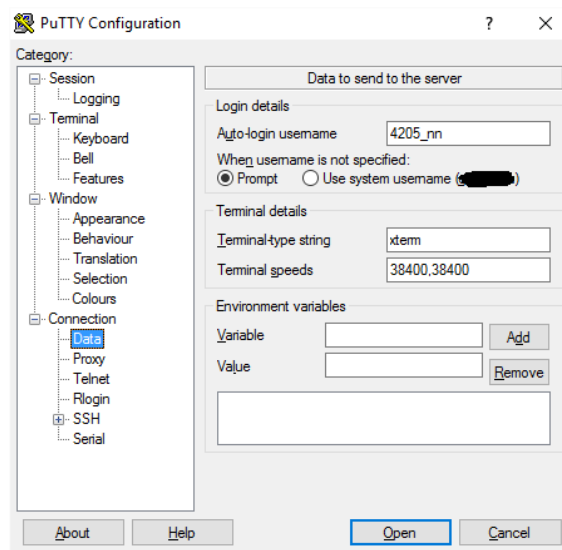 PuTTY Configuration
?
Category:
Session
Logging
Terminal
Keyboard
Bell
Features
Window
Appearance
Behaviour
Translation
Selection
Colours
Connection
Data
Proxy
Telnet
Rlogin
SSH
Serial
Data to send to the server
Login details
Auto-login username 4205_nn
When username is not specified:
Prompt Use system username ( )
Terminal details
Terminal-type string xterm
Terminal speeds 38400,38400
Environment variables
Variable Add
Value Remove
About Help Open Cancel